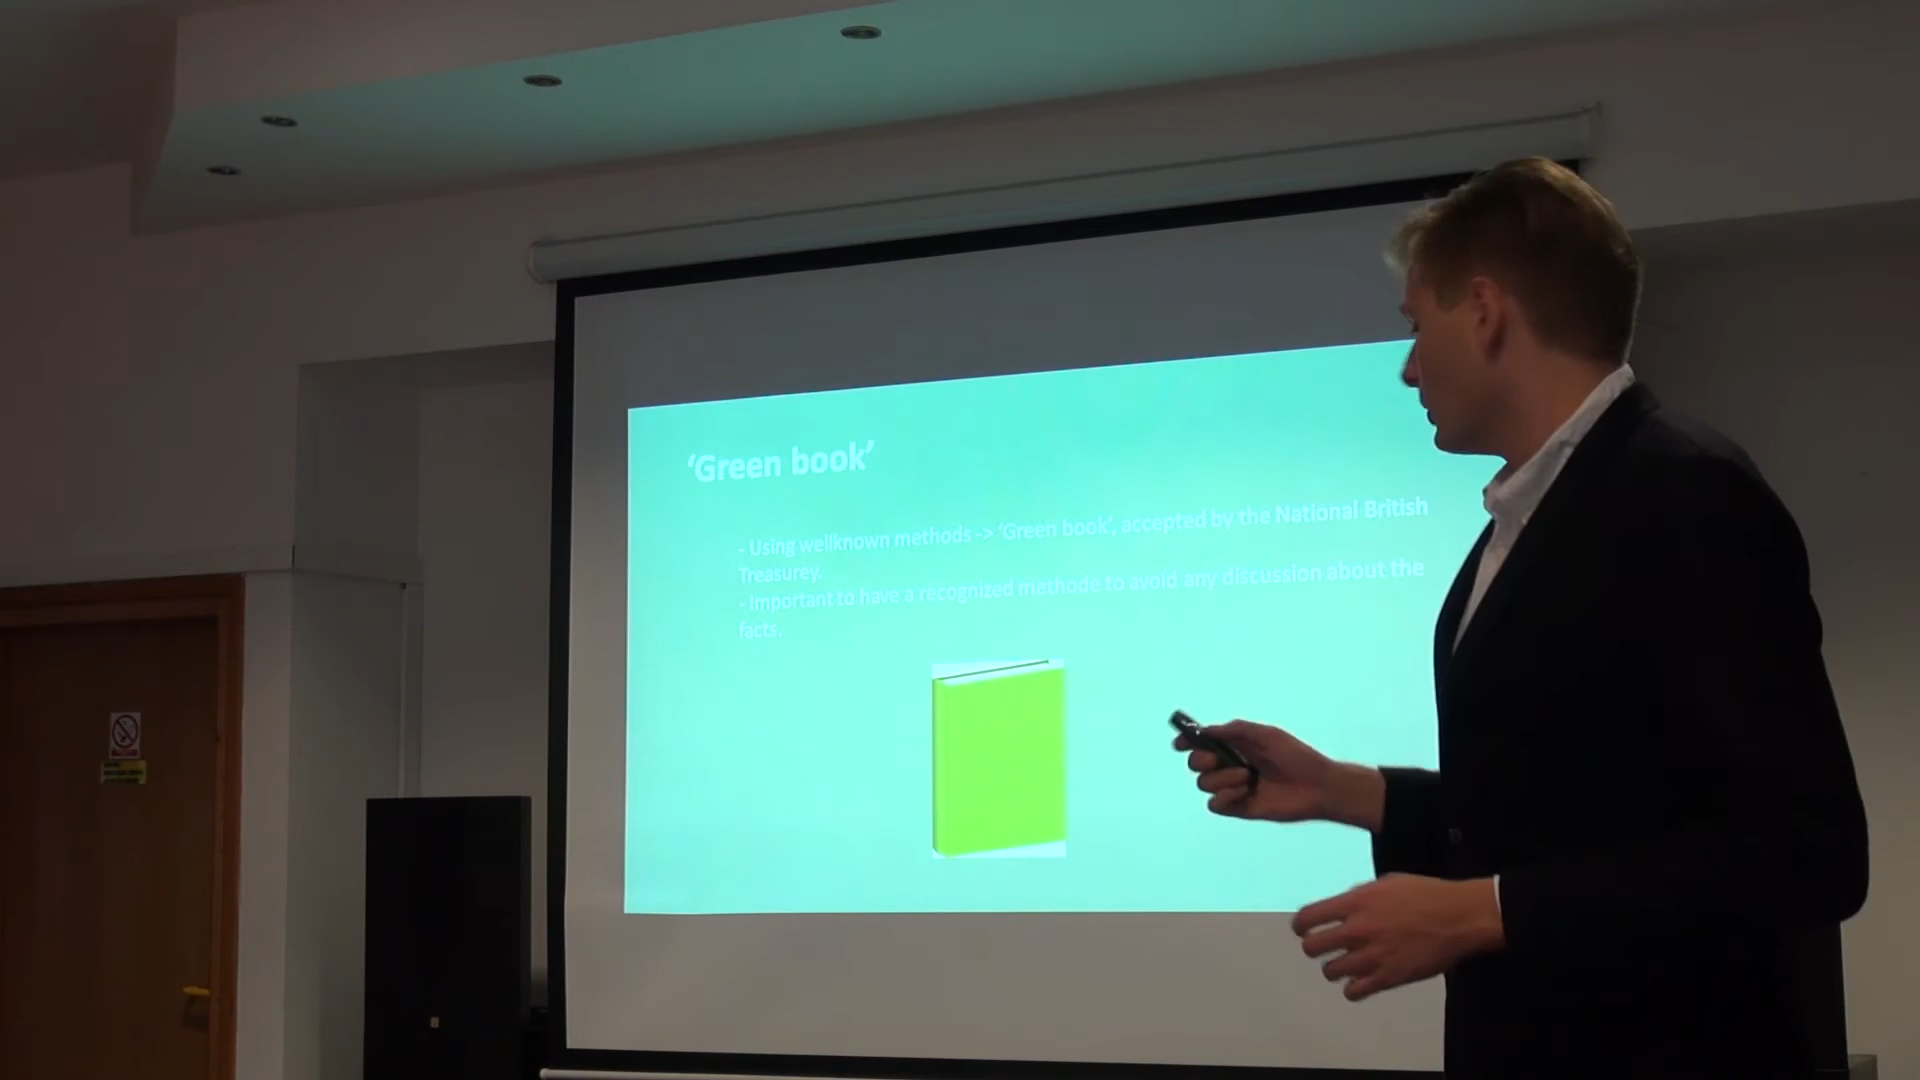 ‘Green book’
- Using wellknown methods -> ‘Green book’, accepted by the National British
Treasurey.
- Important to have a recognized methode to avoid any discussion about the
facts.